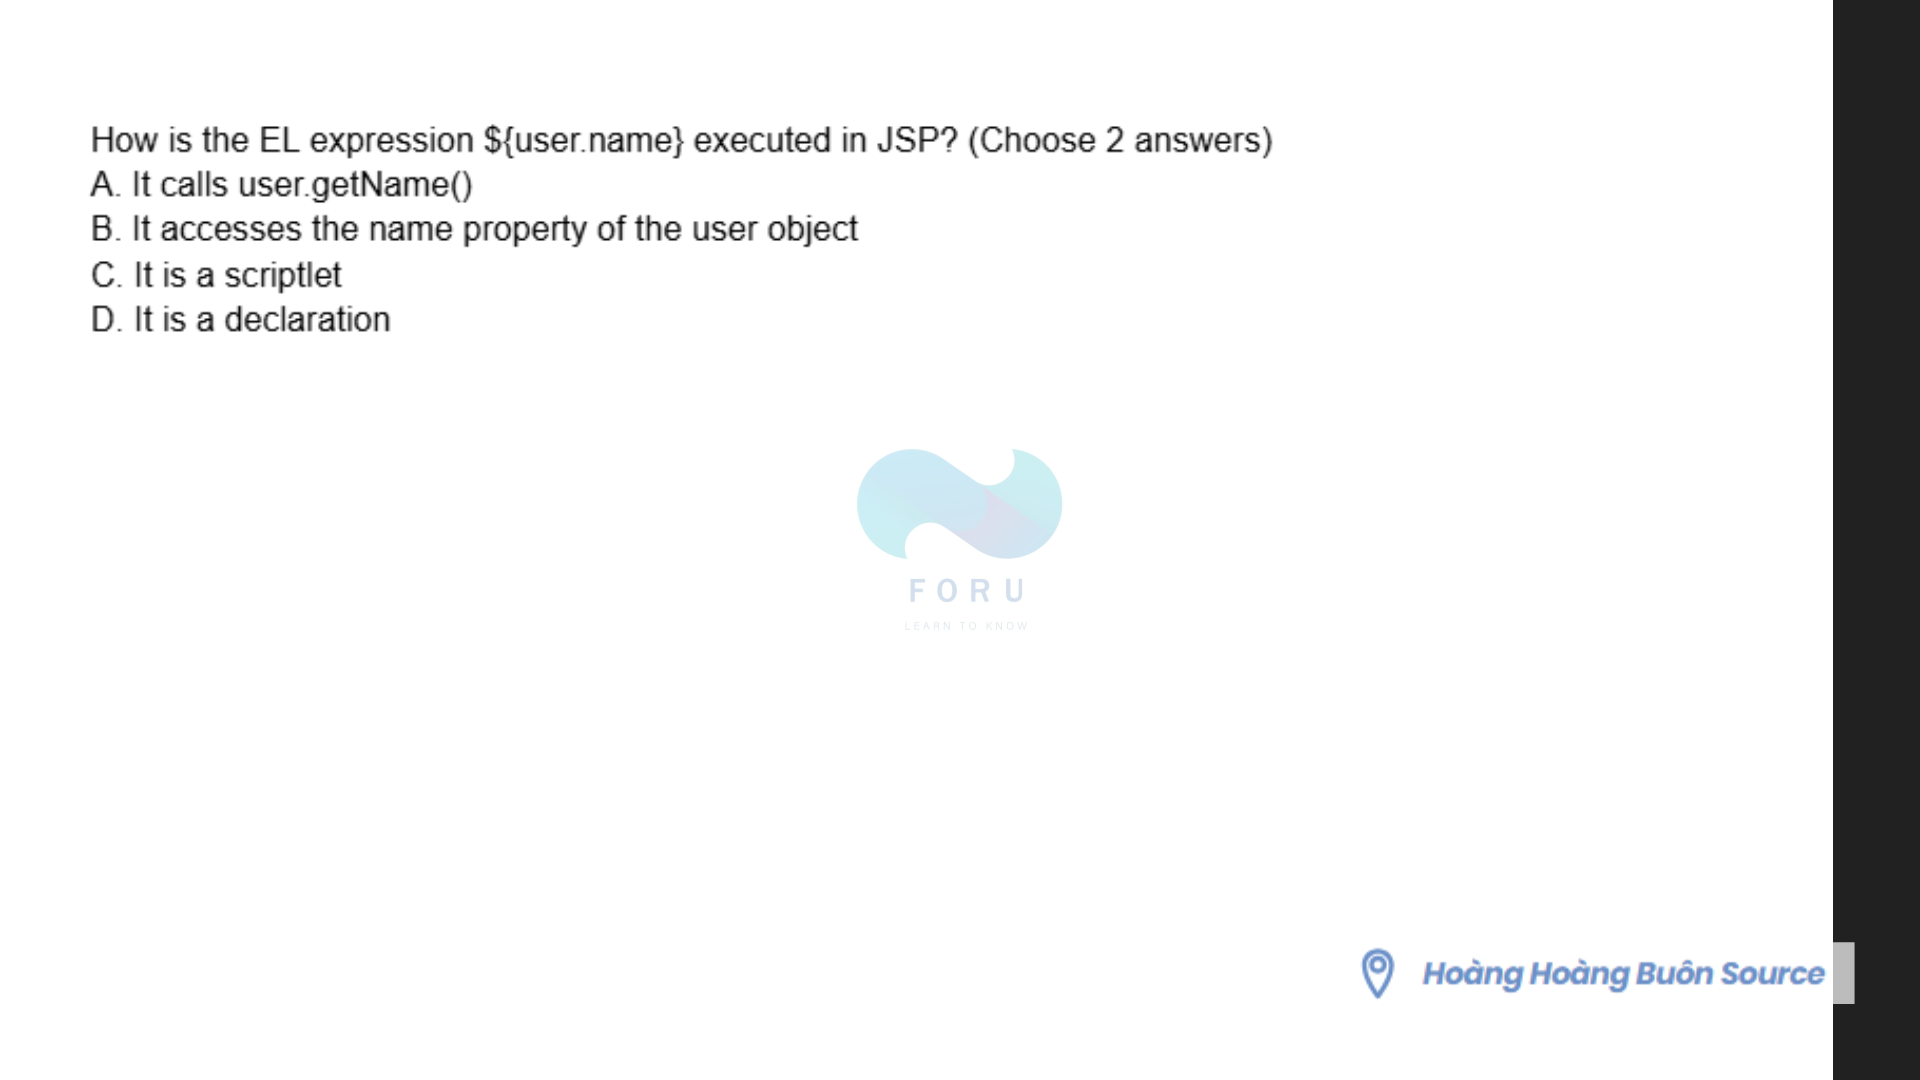 How is the EL expression ${user.name} executed in JSP? (Choose 2 answers)
A. It calls user.getName()
B. It accesses the name property of the user object
C. It is a scriptlet
D. It is a declaration
FORU
LEARN TO KNOW
Hoàng Hoàng Buôn Source